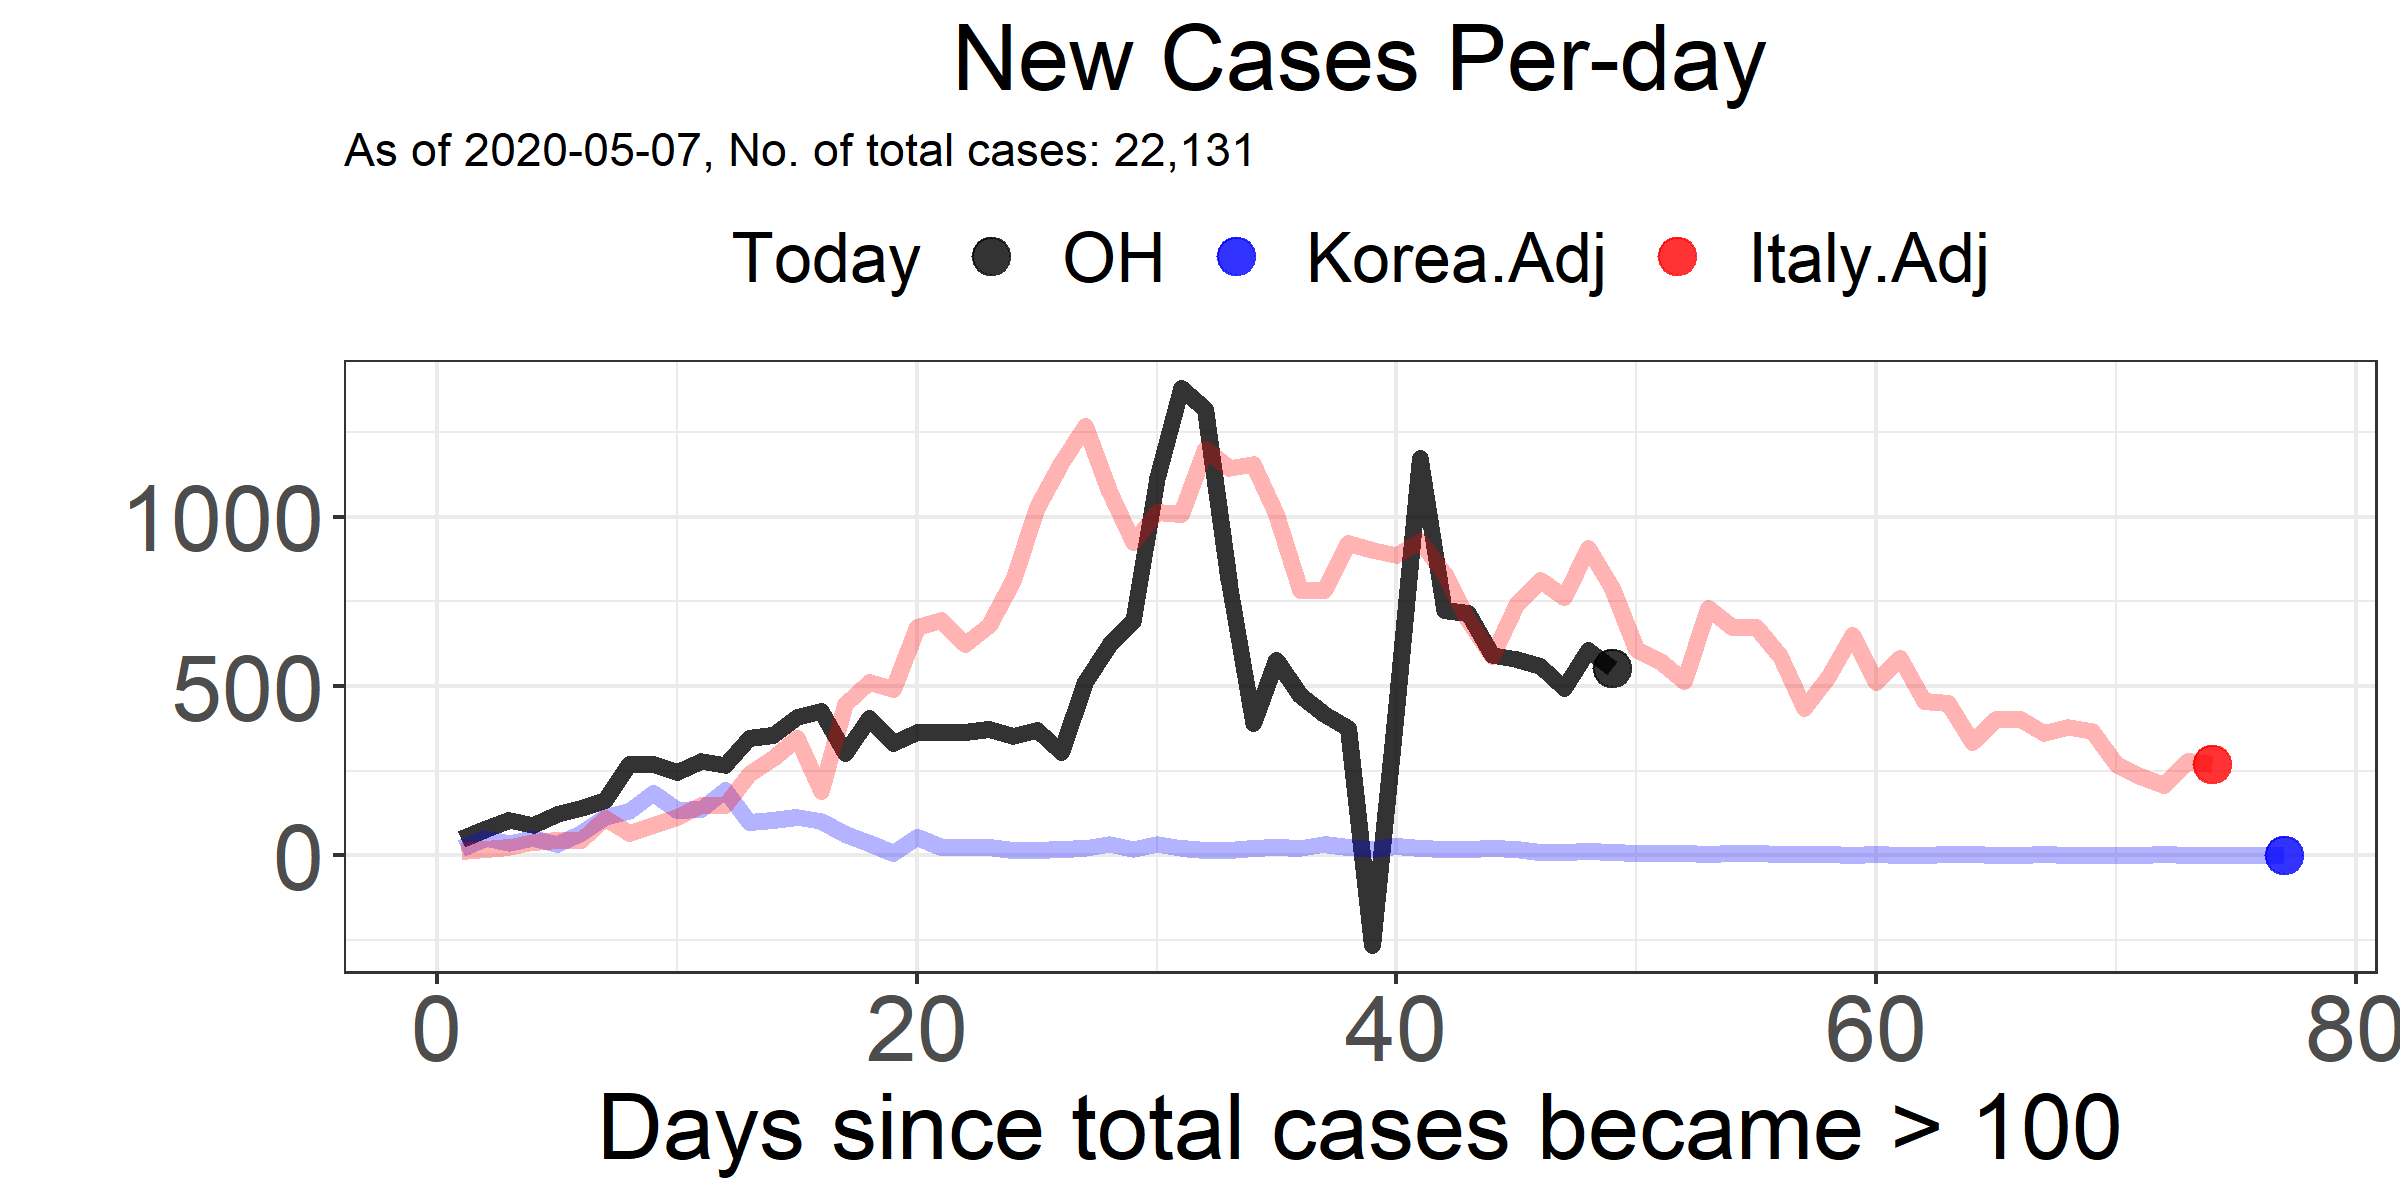 New Cases Per-day
As of 2020-05-07, No. of total cases: 22,131
Today OH Korea.Adj Italy.Adj
1000
500
0
0 20 40 60 80
Days since total cases became > 100